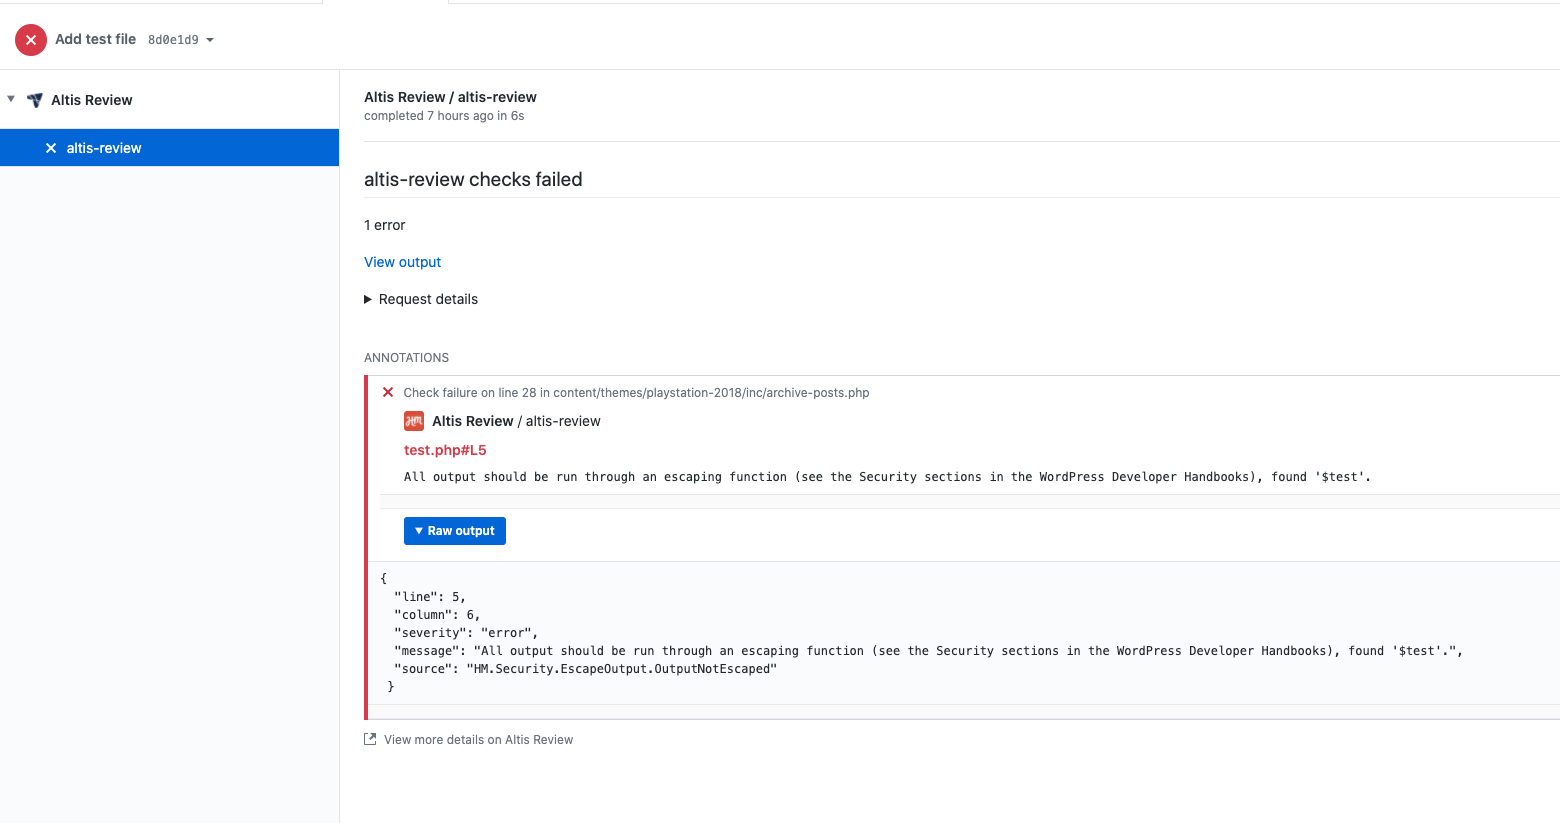 Add test file 8d0e1d9
Altis Review
altis-review
Altis Review / altis-review
completed 7 hours ago in 6s
altis-review checks failed
1 error
View output
Request details
ANNOTATIONS
Check failure on line 28 in content/themes/playstation-2018/inc/archive-posts.php
HM Altis Review / altis-review
test.php#L5
All output should be run through an escaping function (see the Security sections in the WordPress Developer Handbooks), found '$test'.
Raw output
{
"line": 5,
"column": 6,
"severity": "error",
"message": "All output should be run through an escaping function (see the Security sections in the WordPress Developer Handbooks), found '$test'.",
"source": "HM.Security.EscapeOutput.OutputNotEscaped"
}
View more details on Altis Review